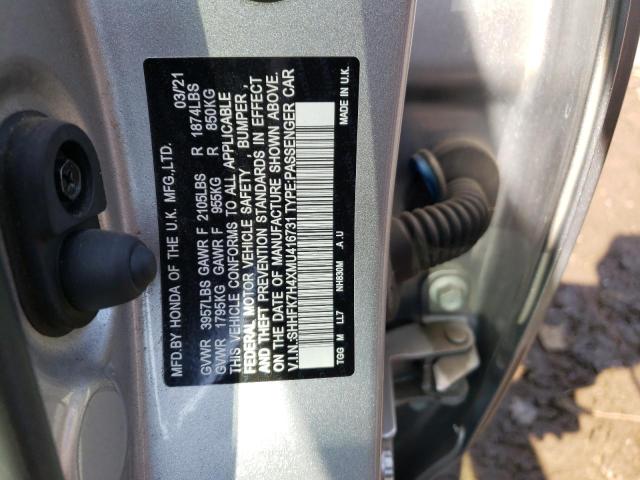 MFD.BY HONDA OF THE U.K. MFG.,LTD. 03/21
GVWR 3957LBS GAWR F 2105LBS R 1874LBS
GVWR 1795KG GAWR F 955KG R 850KG
THIS VEHICLE CONFORMS TO ALL APPLICABLE
FEDERAL MOTOR VEHICLE SAFETY , BUMPER ,
AND THEFT PREVENTION STANDARDS IN EFFECT
ON THE DATE OF MANUFACTURE SHOWN ABOVE.
V.I.N.:SHHFK7H4XMU416731 TYPE:PASSENGER CAR
TGG M LL7 NH830M A U MADE IN U.K.